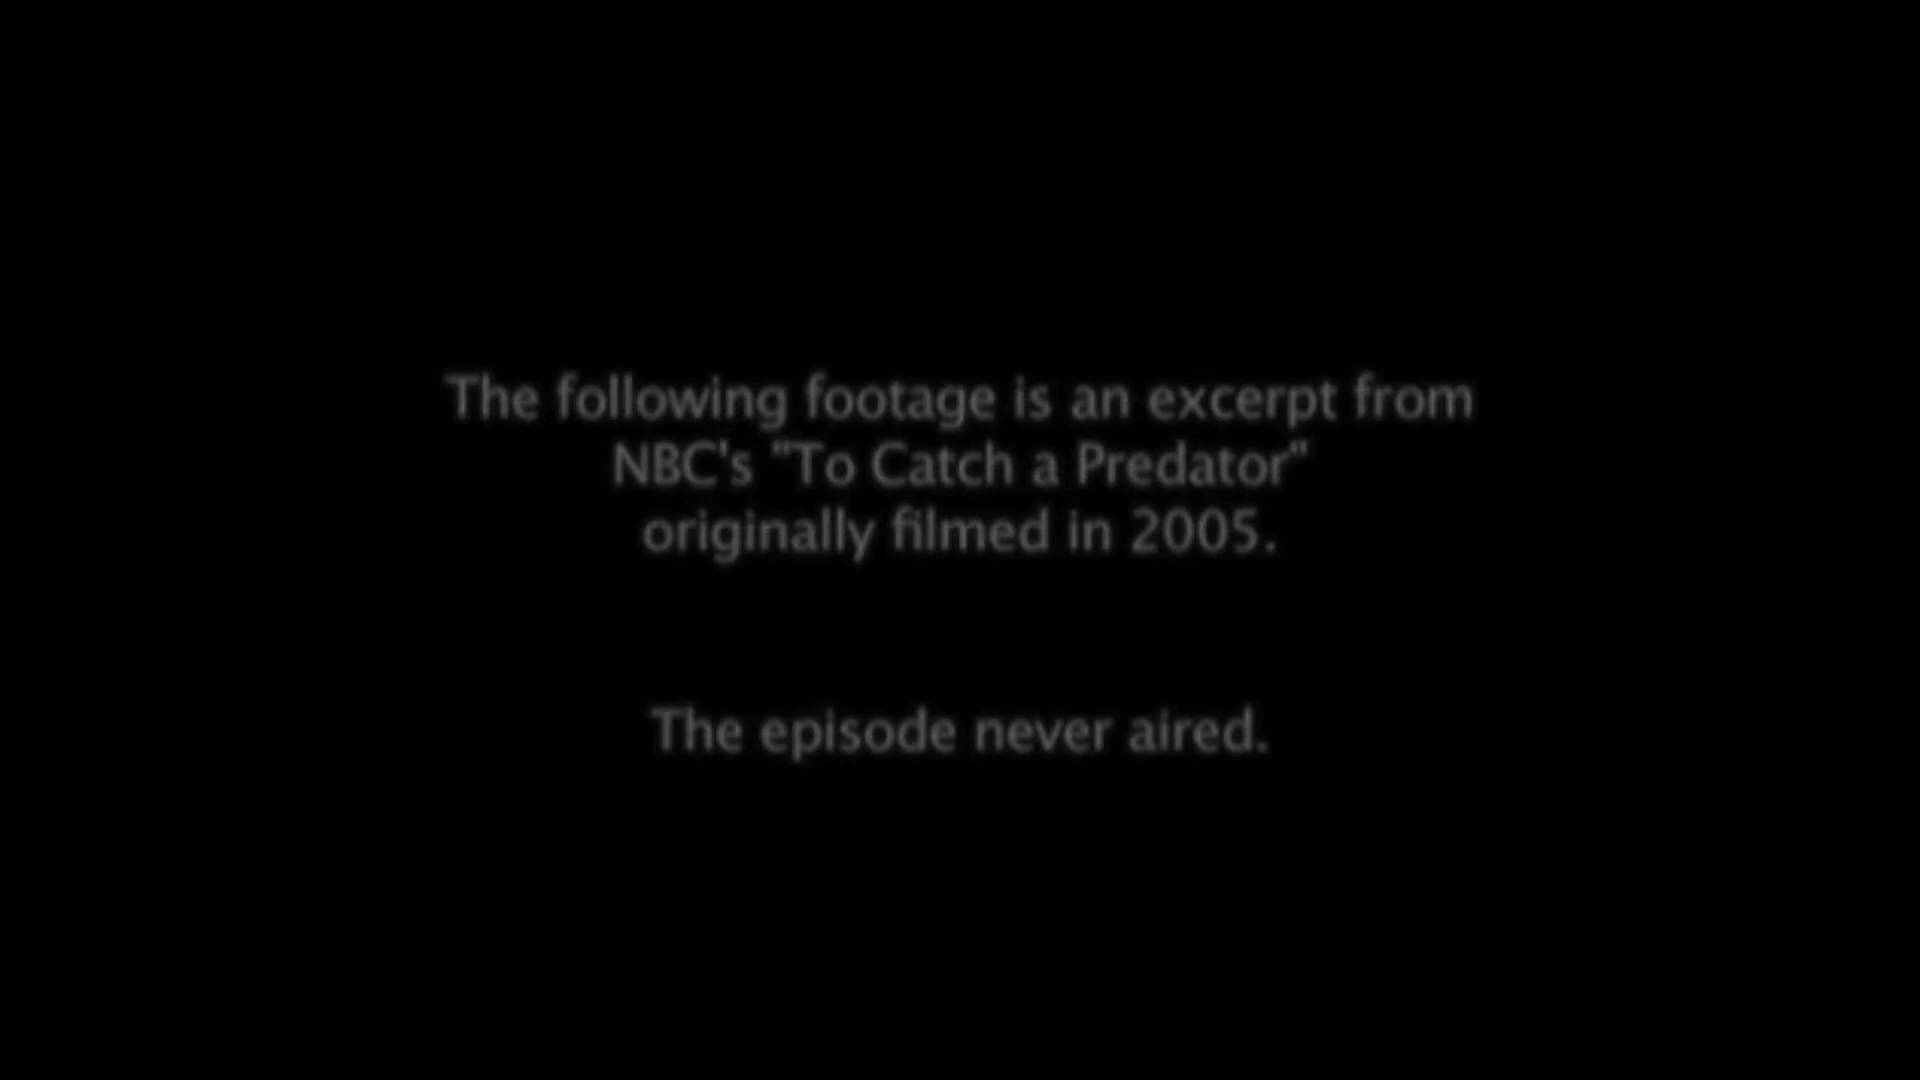 The following footage is an excerpt from
NBC's "To Catch a Predator"
originally filmed in 2005.
The episode never aired.